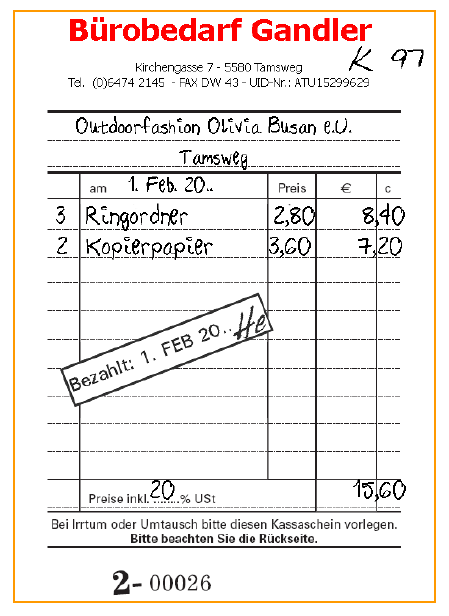 Bürobedarf Gandler
K 97
Kirchengasse 7 - 5580 Tamsweg
Tel. (0)6474 2145 - FAX DW 43 - UID-Nr.: ATU15299629
Outdoorfashion Olivia Busan e.U.
Tamsweg
am 1. Feb. 20.. Preis € c
3 Ringordner 2,80 8,40
2 Kopierpapier 3,60 7,20
Bezahlt: 1. FEB 20.. He
Preise inkl. 20 % USt 15,60
Bei Irrtum oder Umtausch bitte diesen Kassaschein vorlegen.
Bitte beachten Sie die Rückseite.
2-00026